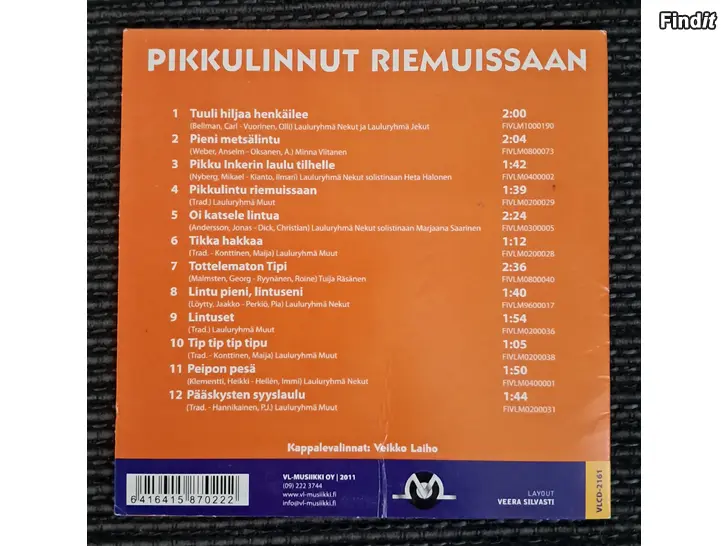 Findit
PIKKULINNUT RIEMUISSAAN
1 Tuuli hiljaa henkäilee 2:00
(Bellman, Carl - Vuorinen, Olli) Lauluryhmä Nekut ja Lauluryhmä Jekut FIVLM1000190
2 Pieni metsälintu 2:04
(Weber, Anselm - Oksanen, A.) Minna Viitanen FIVLM0800073
3 Pikku Inkerin laulu tilhelle 1:42
(Nyberg, Mikael - Kianto, Ilmari) Lauluryhmä Nekut solistinaan Heta Halonen FIVLM0400002
4 Pikkulintu riemuissaan 1:39
(Trad.) Lauluryhmä Muut FIVLM0200029
5 Oi katsele lintua 2:24
(Andersson, Jonas - Dick, Christian) Lauluryhmä Nekut solistinaan Marjaana Saarinen FIVLM0300005
6 Tikka hakkaa 1:12
(Trad. - Konttinen, Maija) Lauluryhmä Muut FIVLM0200028
7 Tottelematon Tipi 2:36
(Malmsten, Georg - Ryynänen, Roine) Tuija Räsänen FIVLM0800040
8 Lintu pieni, lintuseni 1:40
(Löytty, Jaakko - Perkiö, Pia) Lauluryhmä Nekut FIVLM9600017
9 Lintuset 1:54
(Trad.) Lauluryhmä Muut FIVLM0200036
10 Tip tip tip tipu 1:05
(Trad. - Konttinen, Maija) Lauluryhmä Muut FIVLM0200038
11 Peipon pesä 1:50
(Klementti, Heikki - Hellén, Immi) Lauluryhmä Nekut FIVLM0400001
12 Pääskysten syyslaulu 1:44
(Trad. - Hannikainen, P.J.) Lauluryhmä Muut FIVLM0200031
Kappalevalinnat: Veikko Laiho
VL-MUSIIKKI OY | 2011
(09) 222 3744
www.vl-musiikki.fi
info@vl-musiikki.fi
6 416415 870222 >
LAYOUT
VEERA SILVASTI
VLCD-2161